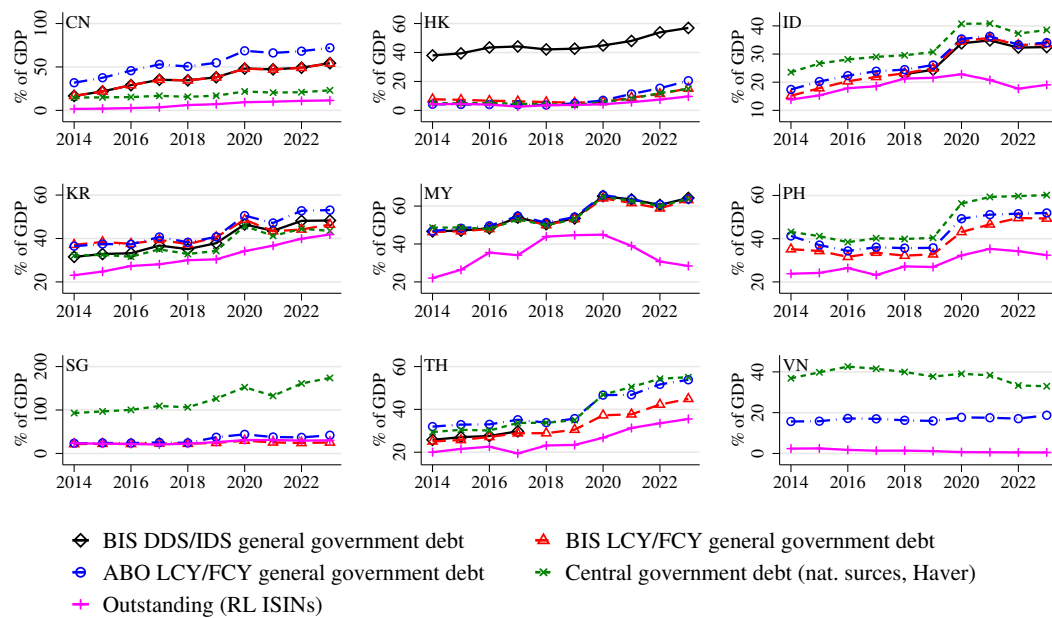 CN
% of GDP
0 50 100
2014 2016 2018 2020 2022
HK
% of GDP
0 20 40 60
2014 2016 2018 2020 2022
ID
% of GDP
10 20 30 40
2014 2016 2018 2020 2022
KR
% of GDP
20 40 60
2014 2016 2018 2020 2022
MY
% of GDP
20 40 60
2014 2016 2018 2020 2022
PH
% of GDP
20 40 60
2014 2016 2018 2020 2022
SG
% of GDP
0 100 200
2014 2016 2018 2020 2022
TH
% of GDP
20 40 60
2014 2016 2018 2020 2022
VN
% of GDP
0 20 40
2014 2016 2018 2020 2022
BIS DDS/IDS general government debt
BIS LCY/FCY general government debt
ABO LCY/FCY general government debt
Central government debt (nat. surces, Haver)
Outstanding (RL ISINs)